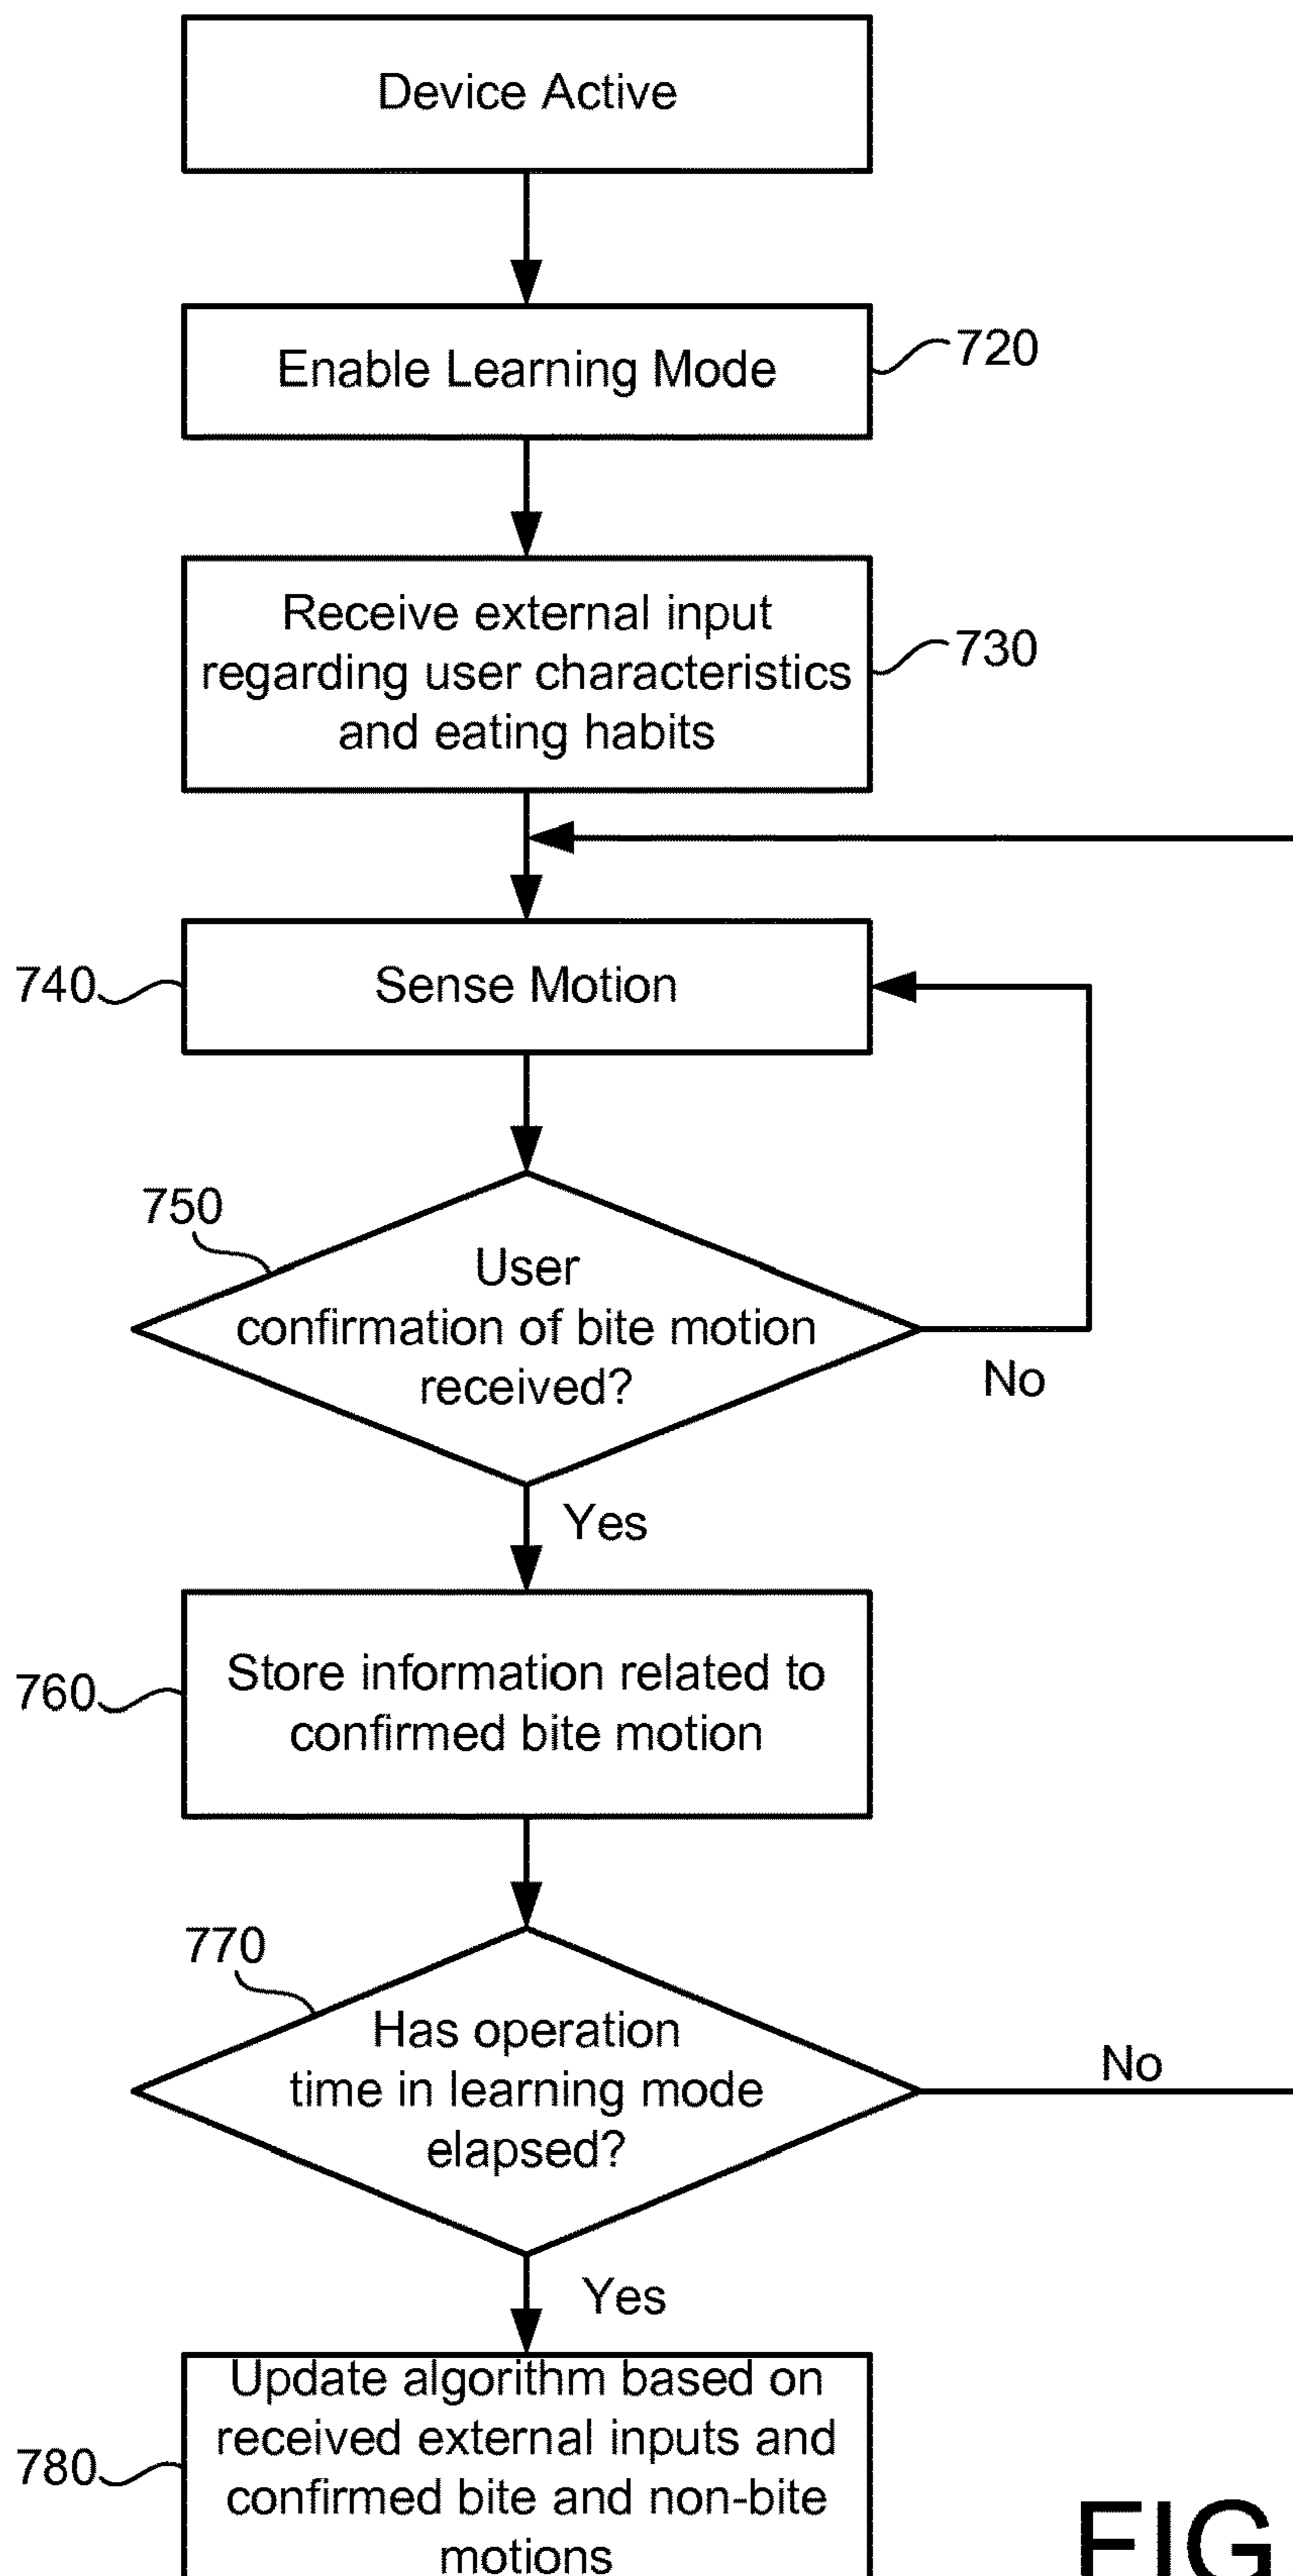 Device Active
Enable Learning Mode
720
Receive external input
regarding user characteristics
and eating habits
730
740
Sense Motion
750
User
confirmation of bite motion
received?
No
Yes
760
Store information related to
confirmed bite motion
770
Has operation
time in learning mode
elapsed?
No
Yes
780
Update algorithm based on
received external inputs and
confirmed bite and non-bite
motions
FIG